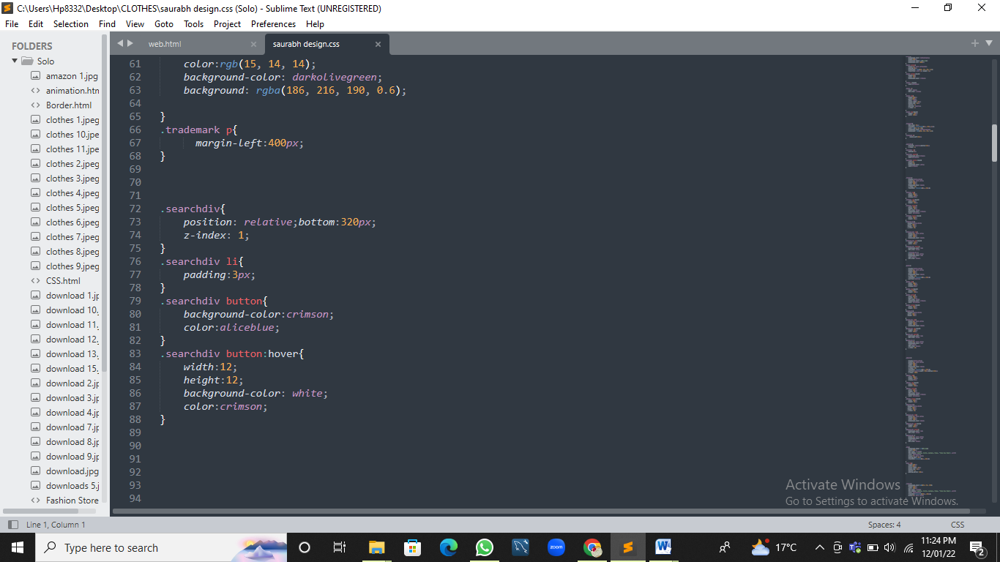 C:\Users\Hp8332\Desktop\CLOTHES\saurabh design.css (Solo) - Sublime Text (UNREGISTERED)
File Edit Selection Find View Goto Tools Project Preferences Help
FOLDERS
Solo
amazon 1.jpg
animation.htn
Border.html
clothes 1.jpeg
clothes 10.jpe
clothes 11.jpe
clothes 2.jpeg
clothes 3.jpeg
clothes 4.jpeg
clothes 5.jpeg
clothes 6.jpeg
clothes 7.jpeg
clothes 8.jpeg
clothes 9.jpeg
CSS.html
download 1.jp
download 10.
download 11.
download 12.
download 13.
download 15.
download 2.jp
download 3.jp
download 4.jp
download 7.jp
download 8.jp
download 9.jp
download.jpg
downloads 5.j
Fashion Store
web.html
saurabh design.css
61 color:rgb(15, 14, 14);
62 background-color: darkolivegreen;
63 background: rgba(186, 216, 190, 0.6);
64
65 }
66 .trademark p{
67 margin-left:400px;
68 }
69
70
71
72 .searchdiv{
73 position: relative;bottom:320px;
74 z-index: 1;
75 }
76 .searchdiv li{
77 padding:3px;
78 }
79 .searchdiv button{
80 background-color:crimson;
81 color:aliceblue;
82 }
83 .searchdiv button:hover{
84 width:12;
85 height:12;
86 background-color: white;
87 color:crimson;
88 }
89
90
91
92
93
94
Activate Windows
Go to Settings to activate Windows.
Line 1, Column 1
Spaces: 4
CSS
Type here to search
zoom
17°C
11:24 PM
12/01/22
2